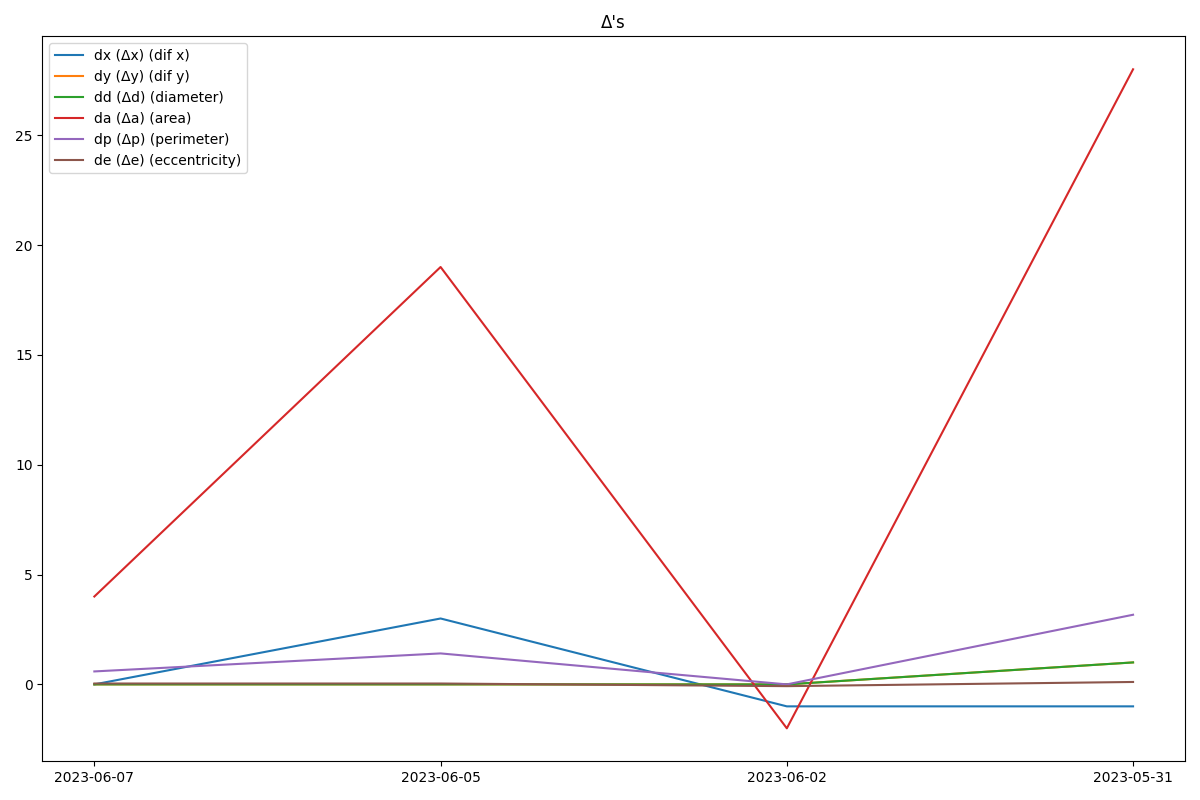 Δ's
dx (Δx) (dif x)
dy (Δy) (dif y)
dd (Δd) (diameter)
da (Δa) (area)
dp (Δp) (perimeter)
de (Δe) (eccentricity)
25
20
15
10
5
0
2023-06-07 2023-06-05 2023-06-02 2023-05-31